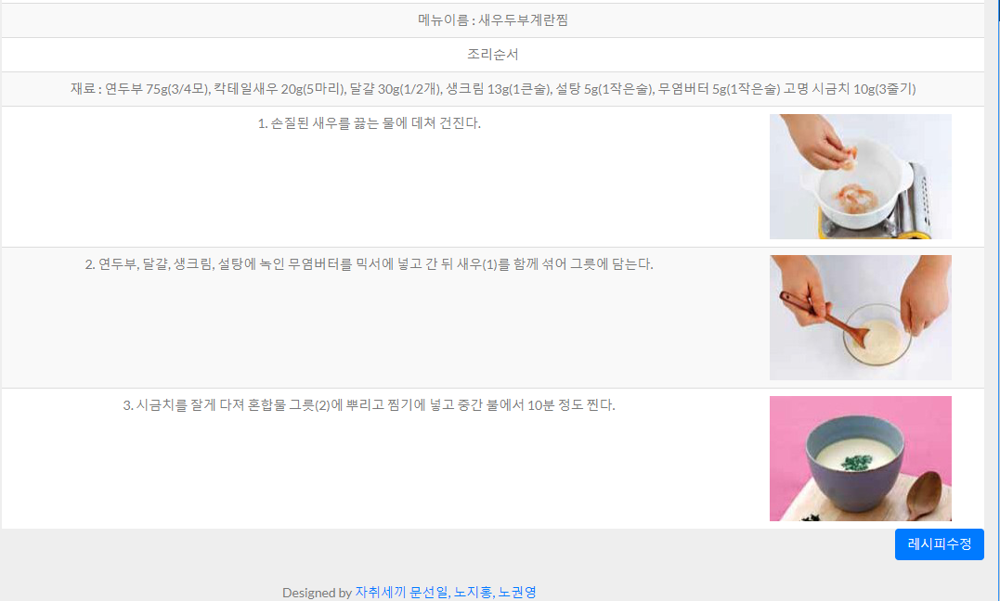 메뉴이름 : 새우두부계란찜
조리순서
재료 : 연두부 75g(3/4모), 칵테일새우 20g(5마리), 달걀 30g(1/2개), 생크림 13g(1큰술), 설탕 5g(1작은술), 무염버터 5g(1작은술) 고명 시금치 10g(3줄기)
1. 손질된 새우를 끓는 물에 데쳐 건진다.
2. 연두부, 달걀, 생크림, 설탕에 녹인 무염버터를 믹서에 넣고 간 뒤 새우(1)를 함께 섞어 그릇에 담는다.
3. 시금치를 잘게 다져 혼합물 그릇(2)에 뿌리고 찜기에 넣고 중간 불에서 10분 정도 찐다.
레시피수정
Designed by 자취세끼 문선일, 노지홍, 노권영